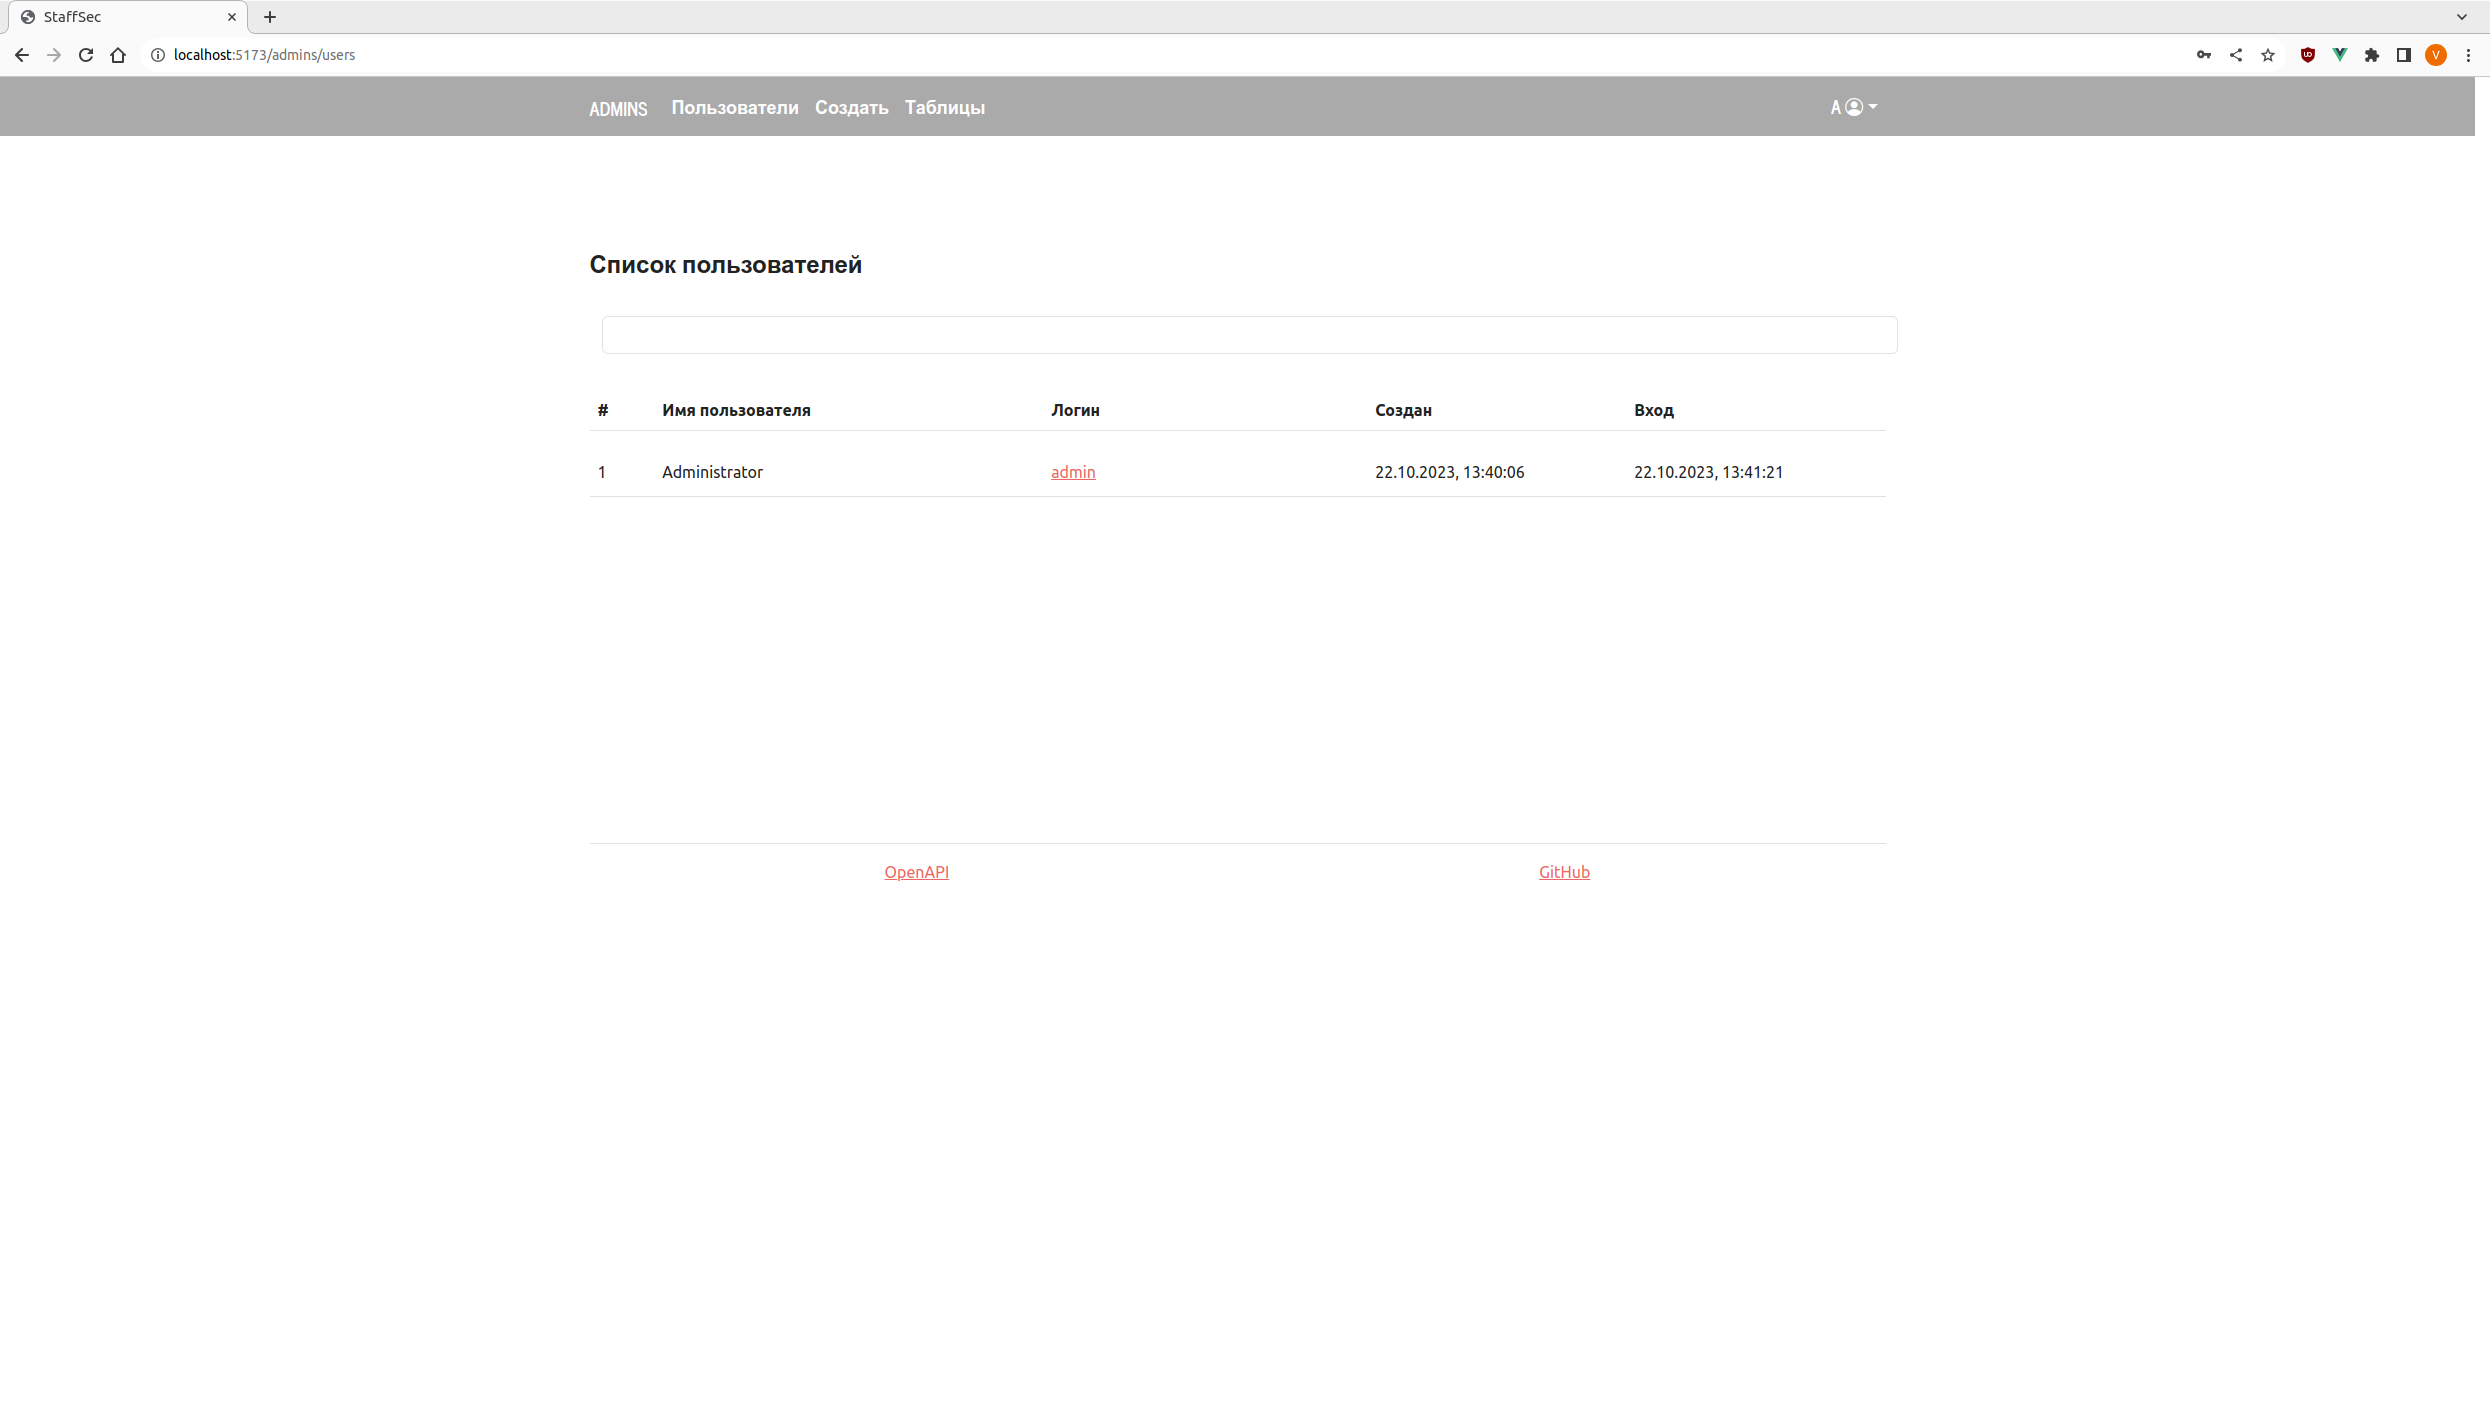 StaffSec
localhost:5173/admins/users
V
ADMINS Пользователи Создать Таблицы A
Список пользователей
# Имя пользователя Логин Создан Вход
1 Administrator admin 22.10.2023, 13:40:06 22.10.2023, 13:41:21
OpenAPI GitHub